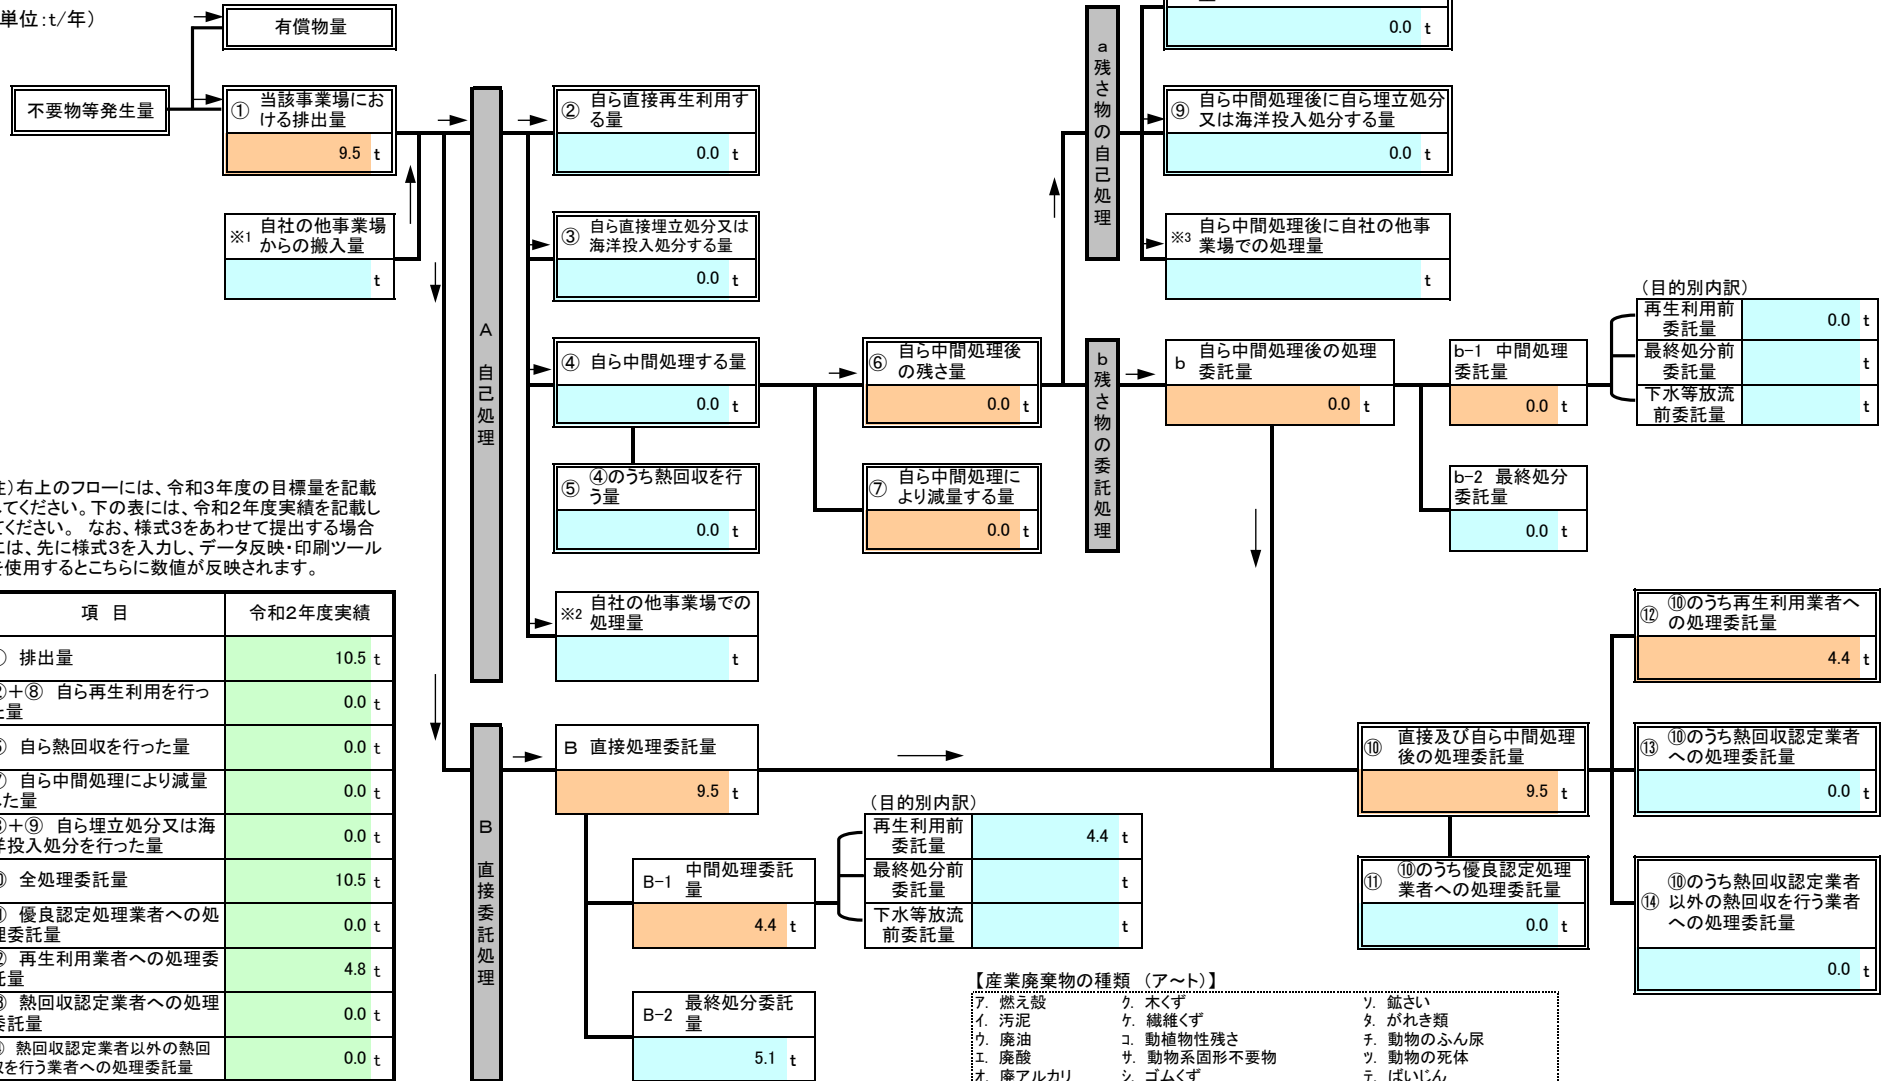 単位:t/年)
有償物量
不要物等発生量
① 当該事業場にお
ける排出量
9.5 t
※1 自社の他事業場
からの搬入量
t
A 自己処理
② 自ら直接再生利用す
る量
0.0 t
③ 自ら直接埋立処分又は
海洋投入処分する量
0.0 t
④ 自ら中間処理する量
0.0 t
⑤ ④のうち熱回収を行
う量
0.0 t
※2 自社の他事業場での
処理量
t
⑥ 自ら中間処理後
の残さ量
0.0 t
⑦ 自ら中間処理に
より減量する量
0.0 t
a 残さ物の自己処理
0.0 t
⑨ 自ら中間処理後に自ら埋立処分
又は海洋投入処分する量
0.0 t
※3 自ら中間処理後に自社の他事
業場での処理量
t
b 残さ物の委託処理
b 自ら中間処理後の処理
委託量
0.0 t
b-1 中間処理
委託量
0.0 t
b-2 最終処分
委託量
0.0 t
(目的別内訳)
再生利用前
委託量 0.0 t
最終処分前
委託量 t
下水等放流
前委託量 t
注)右上のフローには、令和3年度の目標量を記載
してください。下の表には、令和2年度実績を記載し
てください。 なお、様式3をあわせて提出する場合
には、先に様式3を入力し、データ反映・印刷ツール
を使用するとこちらに数値が反映されます。
項 目 令和2年度実績
排出量 10.5 t
②+⑧ 自ら再生利用を行っ
た量 0.0 t
自ら熱回収を行った量 0.0 t
自ら中間処理により減量
した量 0.0 t
③+⑨ 自ら埋立処分又は海
洋投入処分を行った量 0.0 t
全処理委託量 10.5 t
優良認定処理業者への処
理委託量 0.0 t
再生利用業者への処理委
託量 4.8 t
熱回収認定業者への処理
委託量 0.0 t
熱回収認定業者以外の熱回
収を行う業者への処理委託量 0.0 t
B 直接委託処理
B 直接処理委託量
9.5 t
B-1 中間処理委託
量
4.4 t
B-2 最終処分委託
量
5.1 t
(目的別内訳)
再生利用前
委託量 4.4 t
最終処分前
委託量 t
下水等放流
前委託量 t
⑩ 直接及び自ら中間処理
後の処理委託量
9.5 t
⑪ ⑩のうち優良認定処理
業者への処理委託量
0.0 t
⑫ ⑩のうち再生利用業者へ
の処理委託量
4.4 t
⑬ ⑩のうち熱回収認定業者
への処理委託量
0.0 t
⑭ ⑩のうち熱回収認定業者
以外の熱回収を行う業者
への処理委託量
0.0 t
【産業廃棄物の種類 (ア~ト)】
ア. 燃え殻 ク. 木くず ソ. 鉱さい
イ. 汚泥 ケ. 繊維くず タ. がれき類
ウ. 廃油 コ. 動植物性残さ チ. 動物のふん尿
エ. 廃酸 サ. 動物系固形不要物 ツ. 動物の死体
オ. 廃アルカリ シ. ゴムくず テ. ばいじん